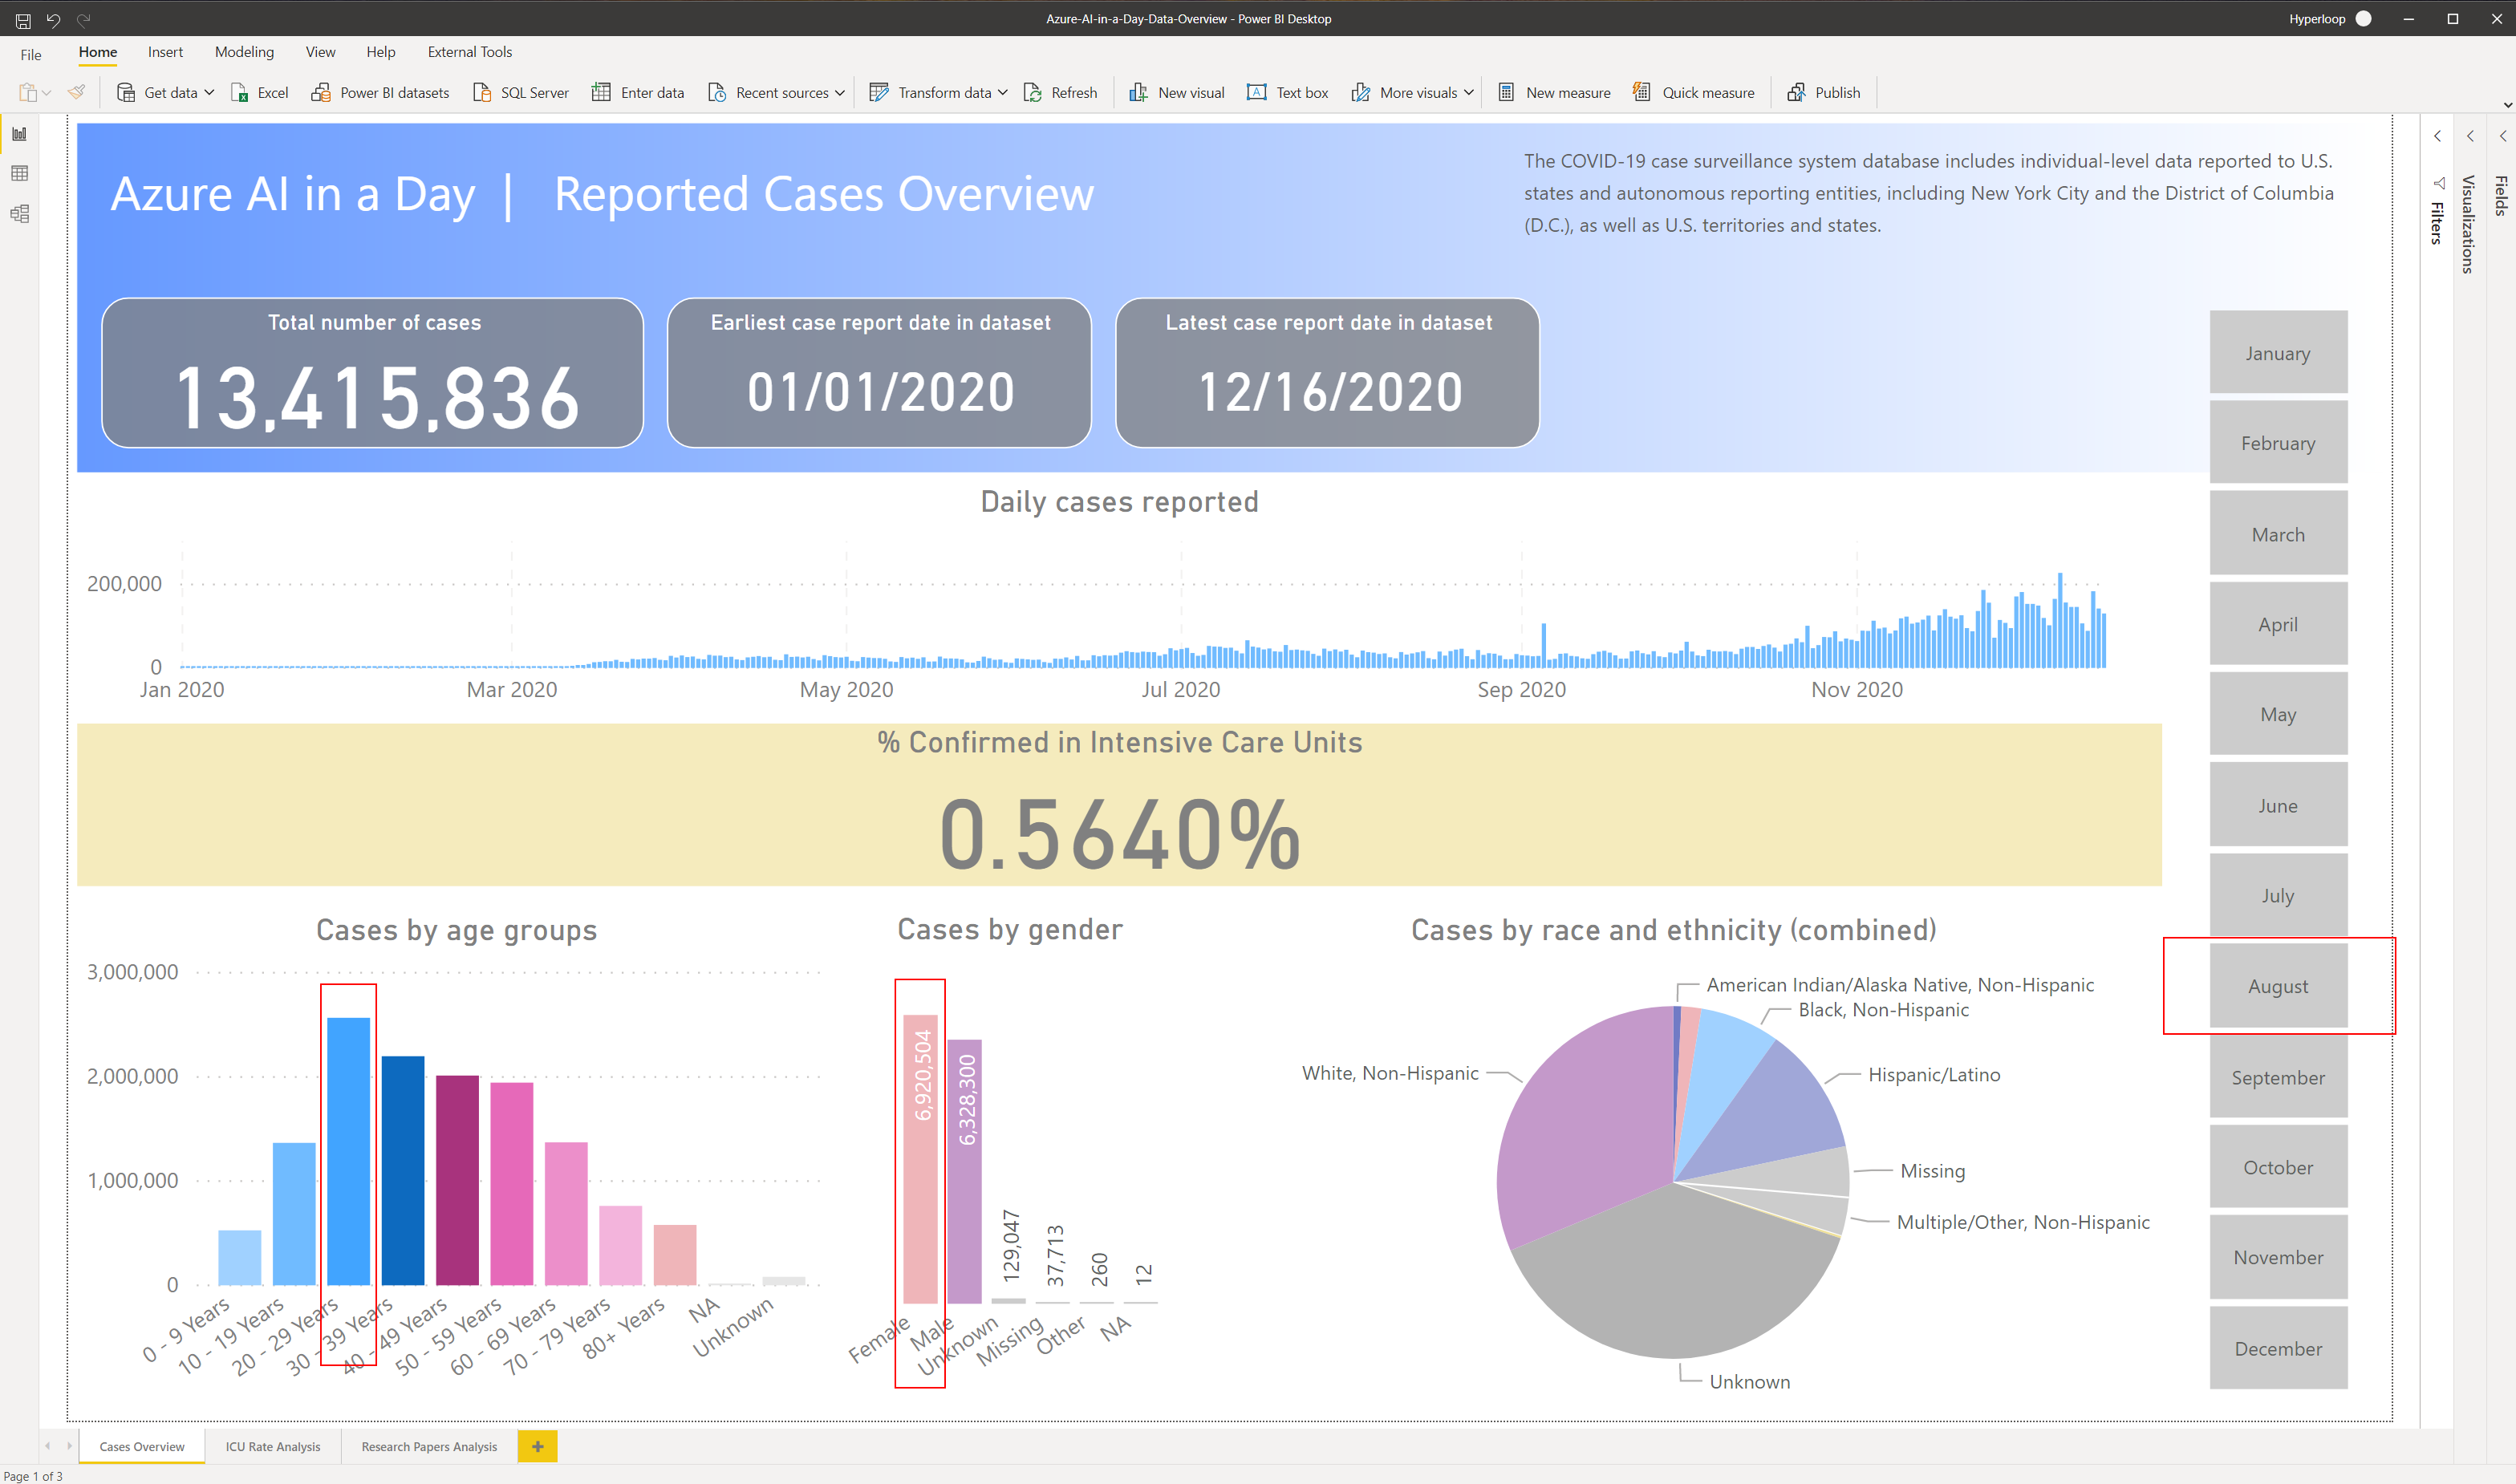 Azure-AI-in-a-Day-Data-Overview - Power BI Desktop
Hyperloop
File
Home
Insert
Modeling
View
Help
External Tools
Get data
Excel
Power BI datasets
SQL Server
Enter data
Recent sources
Transform data
Refresh
New visual
Text box
More visuals
New measure
Quick measure
Publish
Azure AI in a Day | Reported Cases Overview
The COVID-19 case surveillance system database includes individual-level data reported to U.S.
states and autonomous reporting entities, including New York City and the District of Columbia
(D.C.), as well as U.S. territories and states.
Filters
Visualizations
Fields
Total number of cases
13,415,836
Earliest case report date in dataset
01/01/2020
Latest case report date in dataset
12/16/2020
January
February
March
April
May
June
July
August
September
October
November
December
Daily cases reported
200,000
0
Jan 2020
Mar 2020
May 2020
Jul 2020
Sep 2020
Nov 2020
% Confirmed in Intensive Care Units
0.5640%
Cases by age groups
3,000,000
2,000,000
1,000,000
0
0 - 9 Years
10 - 19 Years
20 - 29 Years
30 - 39 Years
40 - 49 Years
50 - 59 Years
60 - 69 Years
70 - 79 Years
80+ Years
NA
Unknown
Cases by gender
6,920,504
6,328,300
129,047
37,713
260
12
Female
Male
Unknown
Missing
Other
NA
Cases by race and ethnicity (combined)
American Indian/Alaska Native, Non-Hispanic
Black, Non-Hispanic
White, Non-Hispanic
Hispanic/Latino
Missing
Multiple/Other, Non-Hispanic
Unknown
Cases Overview
ICU Rate Analysis
Research Papers Analysis
+
Page 1 of 3